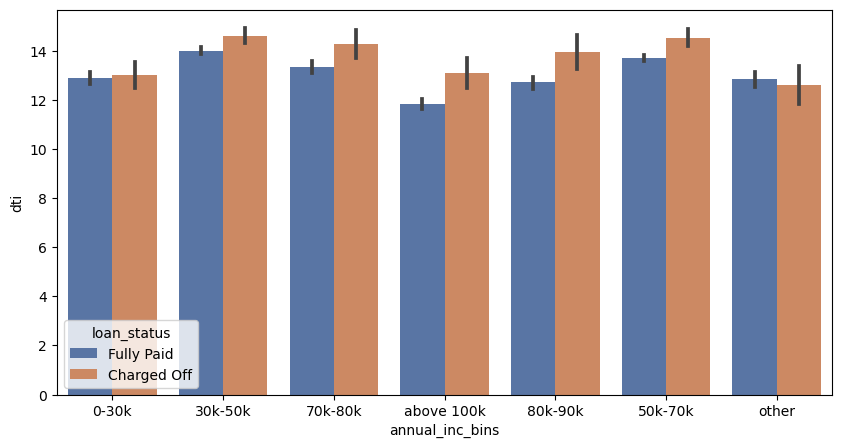 14
12
10
8
6
4
2
0
dti
loan_status
Fully Paid
Charged Off
0-30k 30k-50k 70k-80k above 100k 80k-90k 50k-70k other
annual_inc_bins